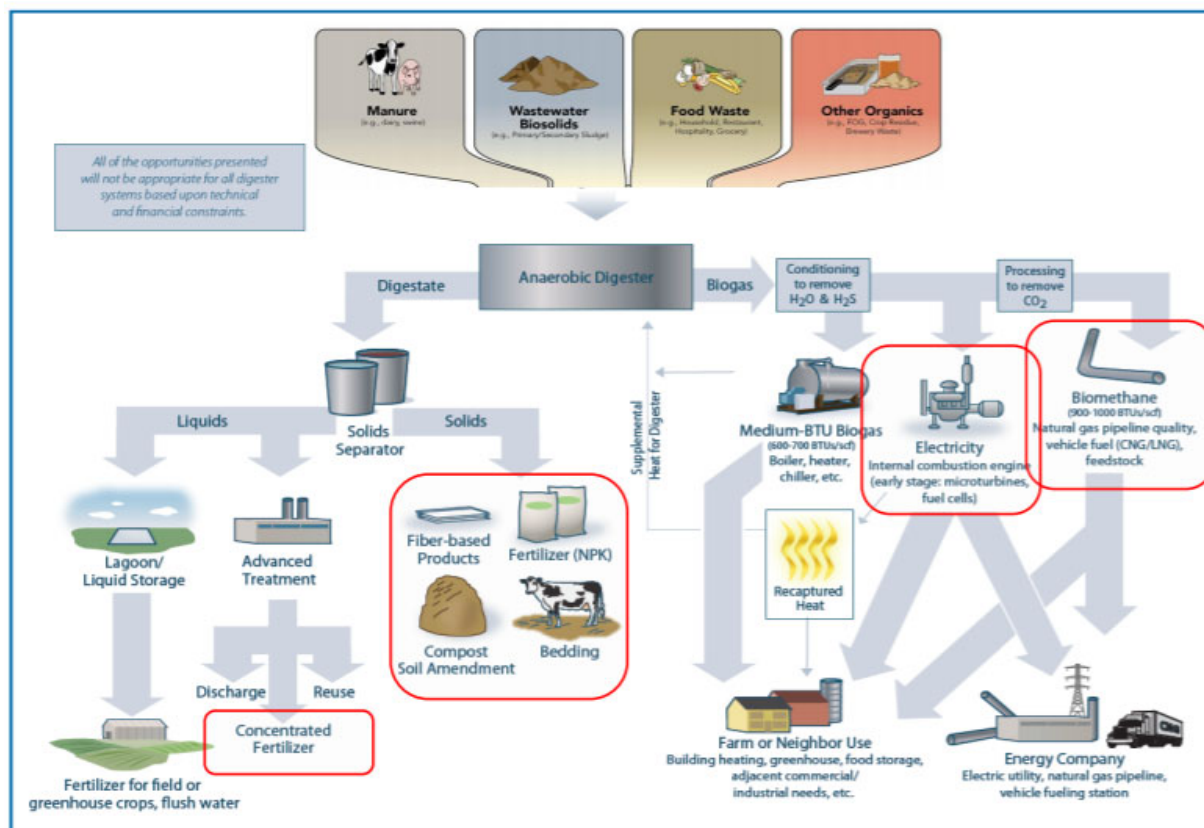 Manure
(e.g., dairy, swine)
Wastewater
Biosolids
(e.g., Primary/Secondary Sludge)
Food Waste
(e.g., Household, Restaurant,
Hospitality, Grocery)
Other Organics
(e.g., FOG, Crop Residue,
Brewery Waste)
All of the opportunities presented
will not be appropriate for all digester
systems based upon technical
and financial constraints.
Digestate
Anaerobic Digester
Biogas
Conditioning
to remove
H2O & H2S
Processing
to remove
CO2
Liquids
Solids
Separator
Solids
Supplemental
Heat for Digester
Medium-BTU Biogas
(600-700 BTUs/scf)
Boiler, heater,
chiller, etc.
Electricity
Internal combustion engine
(early stage: microturbines,
fuel cells)
Biomethane
(900-1000 BTUs/scf)
Natural gas pipeline quality,
vehicle fuel (CNG/LNG),
feedstock
Lagoon/
Liquid Storage
Advanced
Treatment
Fiber-based
Products
Fertilizer (NPK)
Compost
Soil Amendment
Bedding
Recaptured
Heat
Discharge
Reuse
Concentrated
Fertilizer
Fertilizer for field or
greenhouse crops, flush water
Farm or Neighbor Use
Building heating, greenhouse, food storage,
adjacent commercial/
industrial needs, etc.
Energy Company
Electric utility, natural gas pipeline,
vehicle fueling station